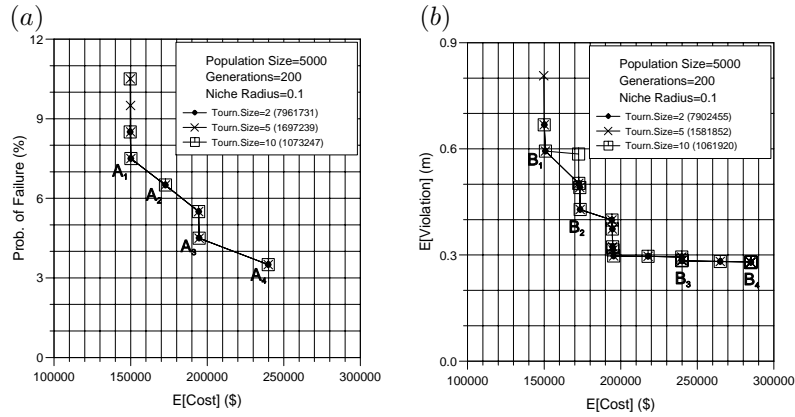 (a)
12
9
6
3
0
Prob. of Failure (%)
Population Size=5000
Generations=200
Niche Radius=0.1
Tourn.Size=2 (7961731)
Tourn.Size=5 (1697239)
Tourn.Size=10 (1073247)
A1
A2
A3
A4
100000 150000 200000 250000 300000
E[Cost] ($)
(b)
0.9
0.6
0.3
0.0
E[Violation] (m)
Population Size=5000
Generations=200
Niche Radius=0.1
Tourn.Size=2 (7902455)
Tourn.Size=5 (1581852)
Tourn.Size=10 (1061920)
B1
B2
B3
B4
100000 150000 200000 250000 300000
E[Cost] ($)